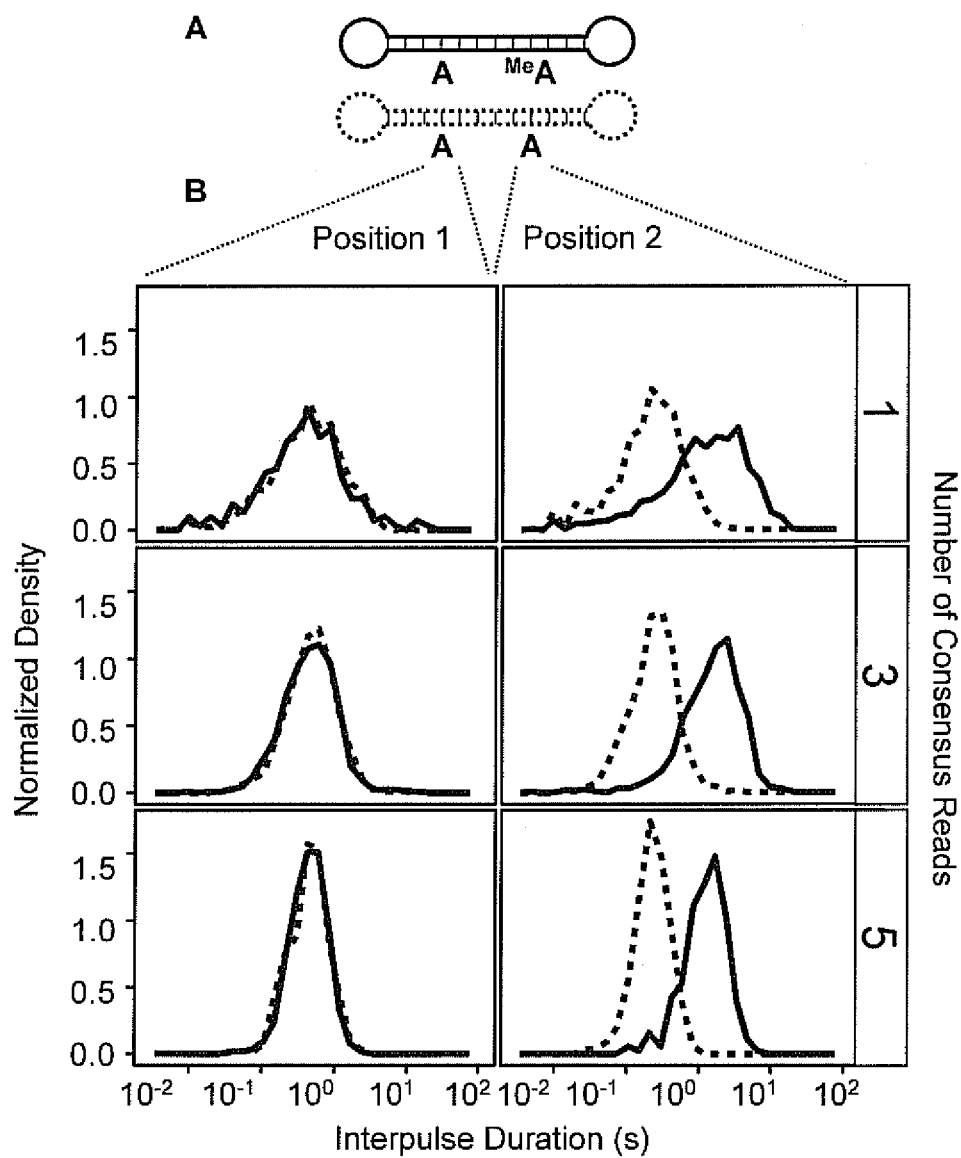 A
A MeA
A A
B
Position 1 Position 2
Normalized Density
Number of Consensus Reads
1.5
1.0
0.5
0.0
1
1.5
1.0
0.5
0.0
3
1.5
1.0
0.5
0.0
5
10-2 10-1 100 101 102 10-2 10-1 100 101 102
Interpulse Duration (s)